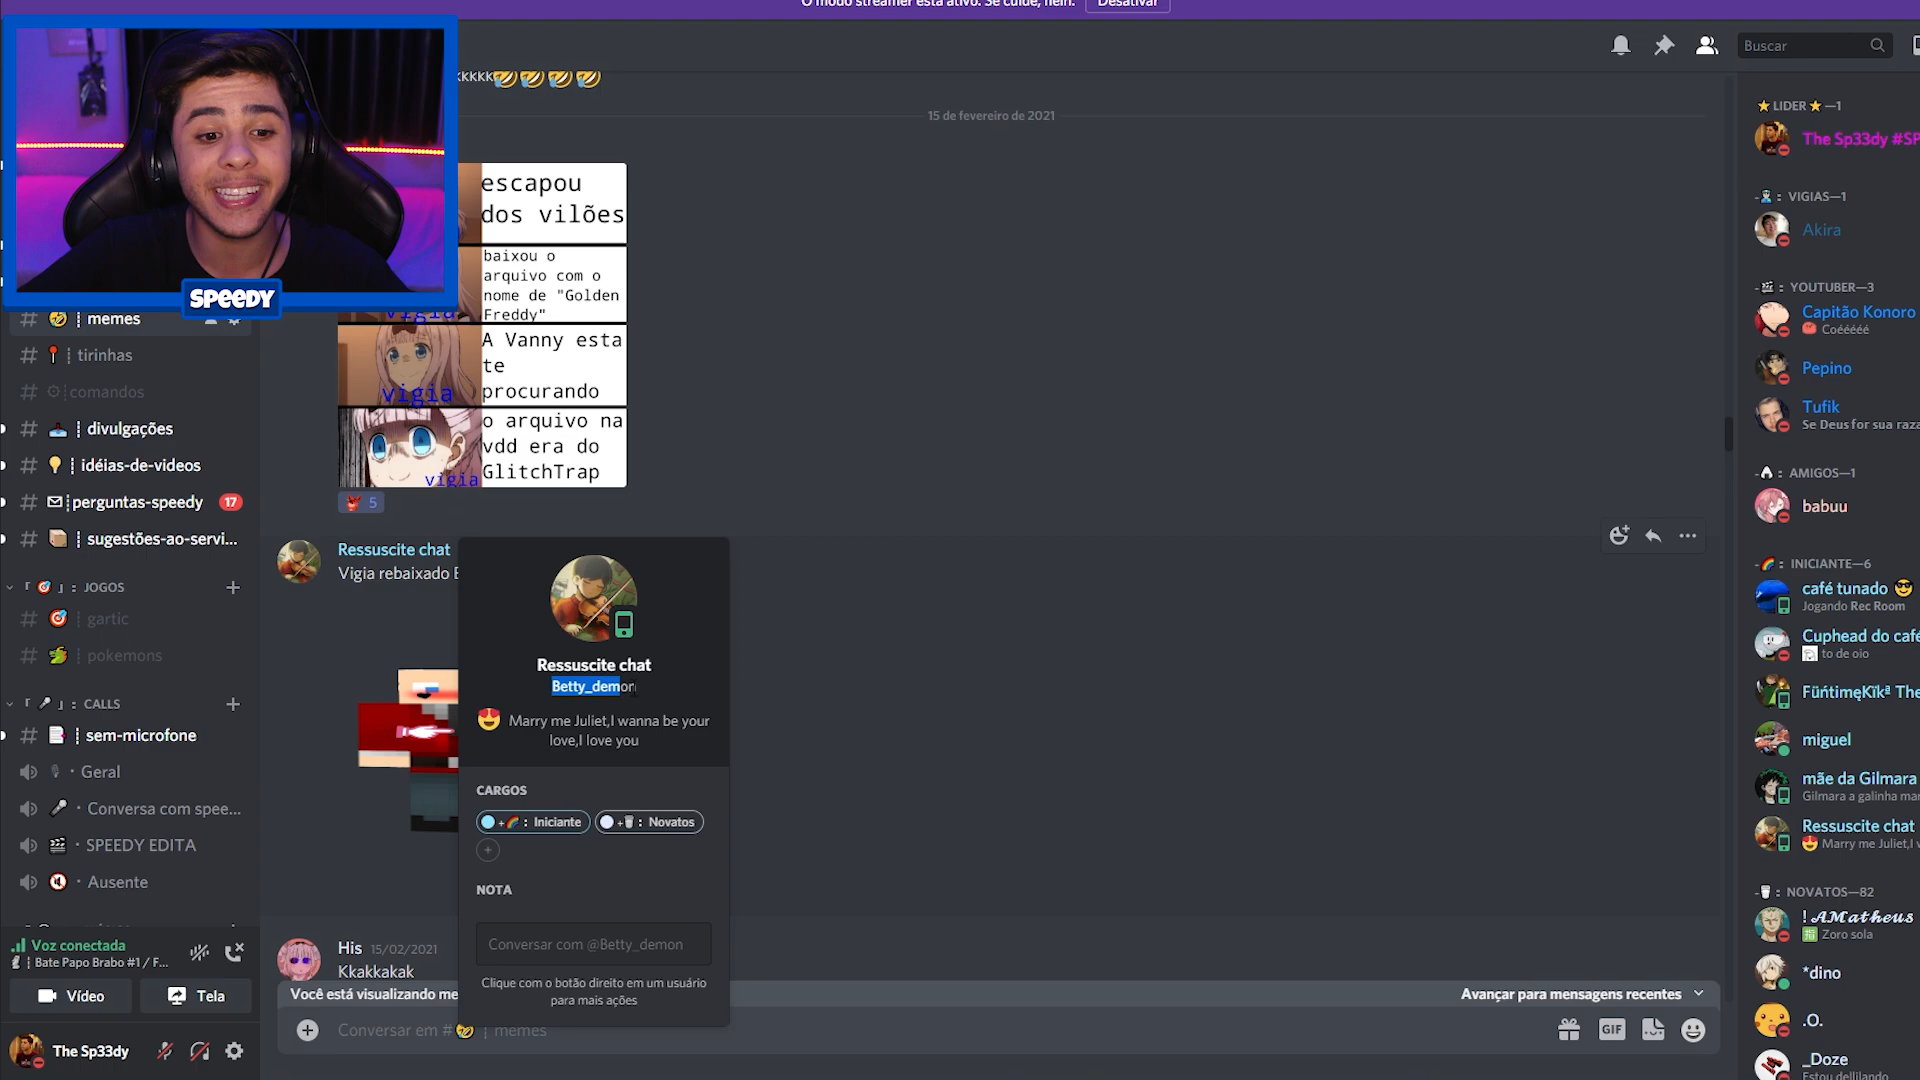 O modo streamer está ativo. Se cuide, hein.
Desativar
Buscar
SPEEDY
memes
tirinhas
comandos
divulgações
idéias-de-videos
perguntas-speedy
17
sugestões-ao-servi...
JOGOS
gartic
pokemons
CALLS
sem-microfone
Geral
Conversa com spee...
SPEEDY EDITA
Ausente
Voz conectada
Bate Papo Brabo #1 / F...
Vídeo
Tela
The Sp33dy
kkkkk
15 de fevereiro de 2021
escapou
dos vilões
baixou o
arquivo com o
nome de "Golden
Freddy"
vigia
A Vanny esta
te
procurando
vigia
o arquivo na
vdd era do
GlitchTrap
vigia
5
Ressuscite chat
Vigia rebaixado
Ressuscite chat
Betty_demon
Marry me Juliet,I wanna be your
love,I love you
CARGOS
Iniciante
Novatos
NOTA
Conversar com @Betty_demon
Clique com o botão direito em um usuário
para mais ações
His 15/02/2021
Kkakkakak
Você está visualizando me
Avançar para mensagens recentes
Conversar em # memes
GIF
LIDER —1
The Sp33dy #SP
VIGIAS—1
Akira
YOUTUBER—3
Capitão Konoro
Coééééé
Pepino
Tufik
Se Deus for sua raza
AMIGOS—1
babuu
INICIANTE—6
café tunado
Jogando Rec Room
Cuphead do café
to de oio
FüńtimęKïkª The
miguel
mãe da Gilmara
Gilmara a galinha mar
Ressuscite chat
Marry me Juliet,I w
NOVATOS—82
! 𝓐𝓜𝓪𝓽𝓱𝓮𝓾𝓼
Zoro sola
*dino
.O.
_Doze
Estou dellilando